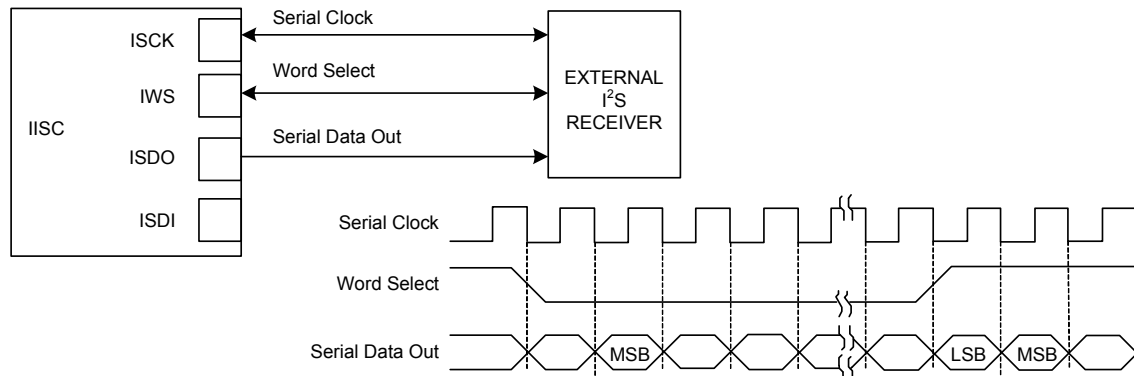 Serial Clock
ISCK
Word Select
IWS
EXTERNAL
I²S
RECEIVER
IISC
Serial Data Out
ISDO
ISDI
Serial Clock
Word Select
Serial Data Out
MSB
LSB
MSB